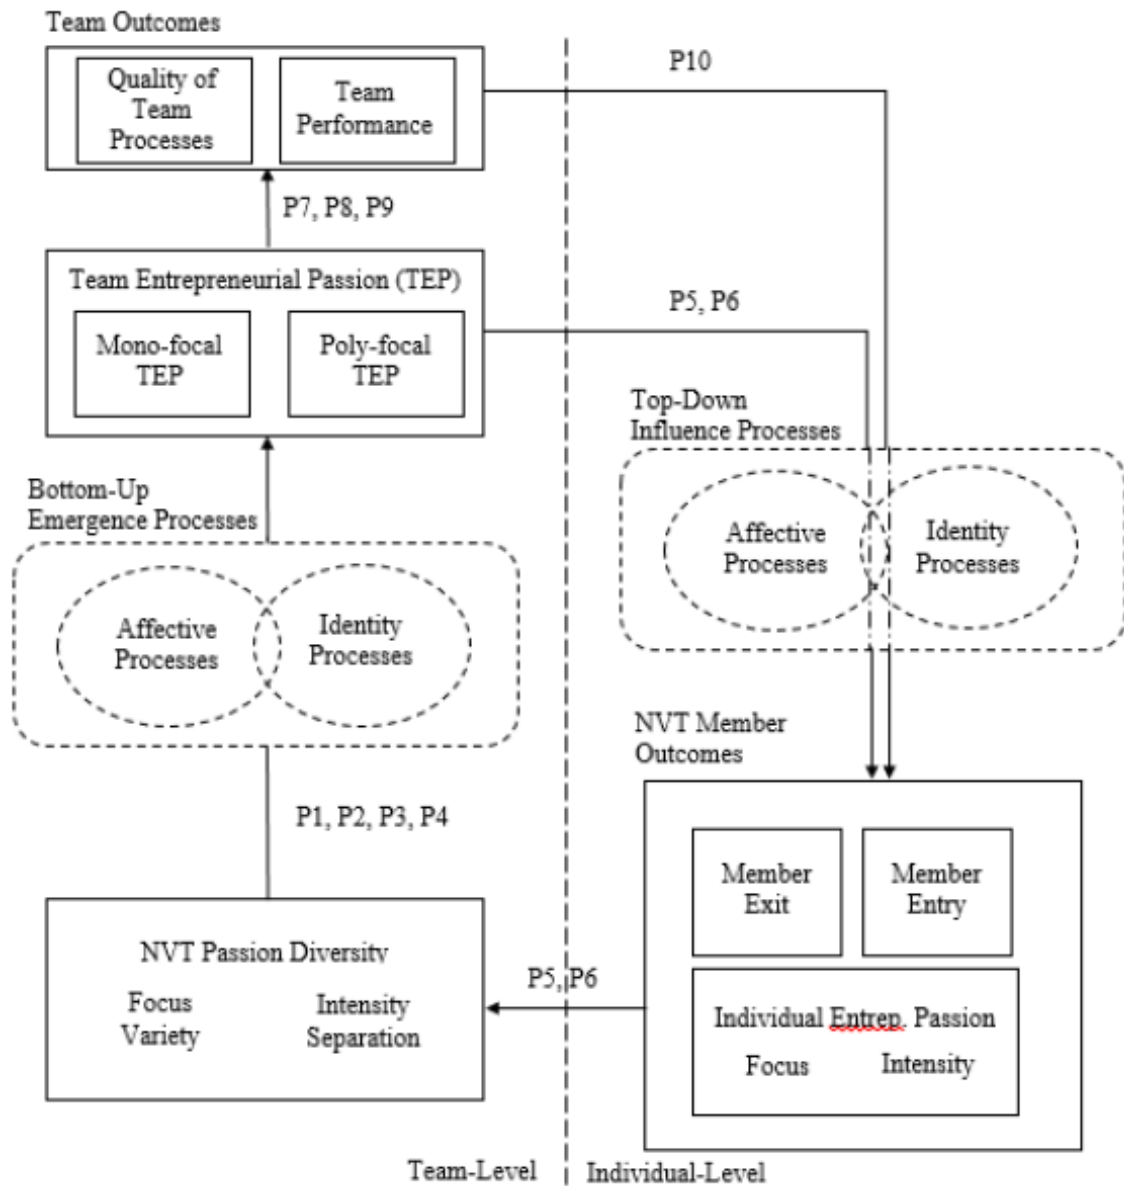 Team Outcomes
Quality of
Team
Processes
Team
Performance
P10
P7, P8, P9
Team Entrepreneurial Passion (TEP)
Mono-focal
TEP
Poly-focal
TEP
P5, P6
Top-Down
Influence Processes
Affective
Processes
Identity
Processes
Bottom-Up
Emergence Processes
Affective
Processes
Identity
Processes
NVT Member
Outcomes
P1, P2, P3, P4
Member
Exit
Member
Entry
NVT Passion Diversity
Focus
Variety
Intensity
Separation
P5, P6
Individual Entrep. Passion
Focus
Intensity
Team-Level
Individual-Level